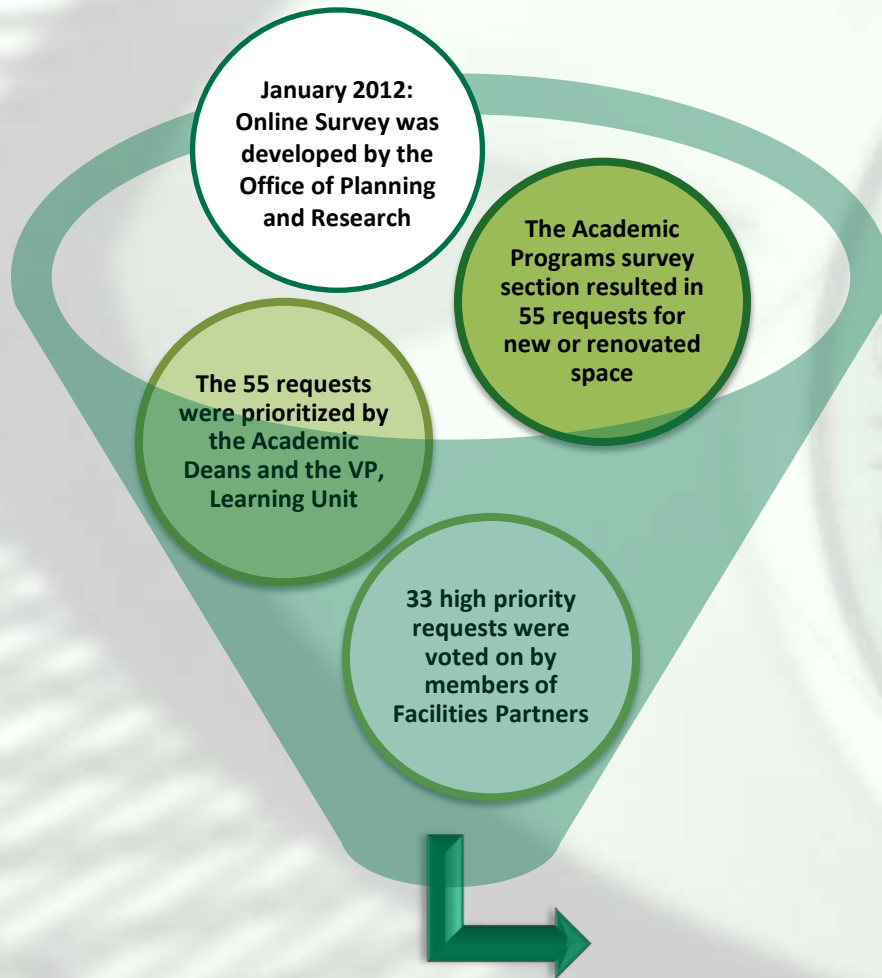 January 2012:
Online Survey was
developed by the
Office of Planning
and Research
The Academic
Programs survey
section resulted in
55 requests for
new or renovated
space
The 55 requests
were prioritized by
the Academic
Deans and the VP,
Learning Unit
33 high priority
requests were
voted on by
members of
Facilities Partners